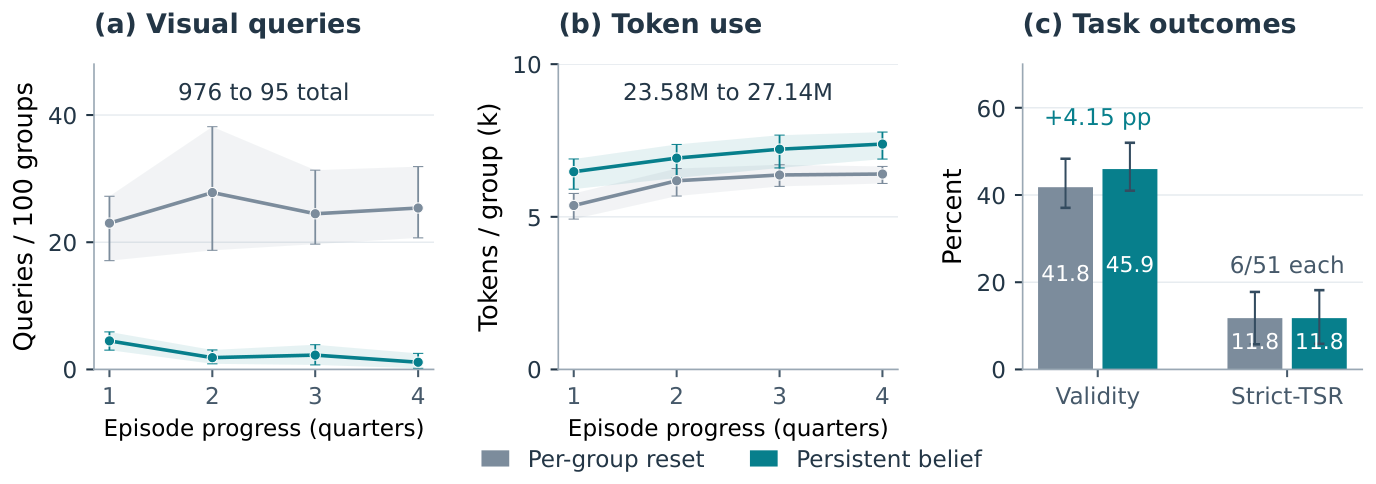 (a) Visual queries
976 to 95 total
Queries / 100 groups
40
20
0
1 2 3 4
Episode progress (quarters)
(b) Token use
23.58M to 27.14M
Tokens / group (k)
10
5
0
1 2 3 4
Episode progress (quarters)
(c) Task outcomes
+4.15 pp
6/51 each
Percent
60
40
20
0
41.8 45.9
11.8 11.8
Validity Strict-TSR
Per-group reset Persistent belief